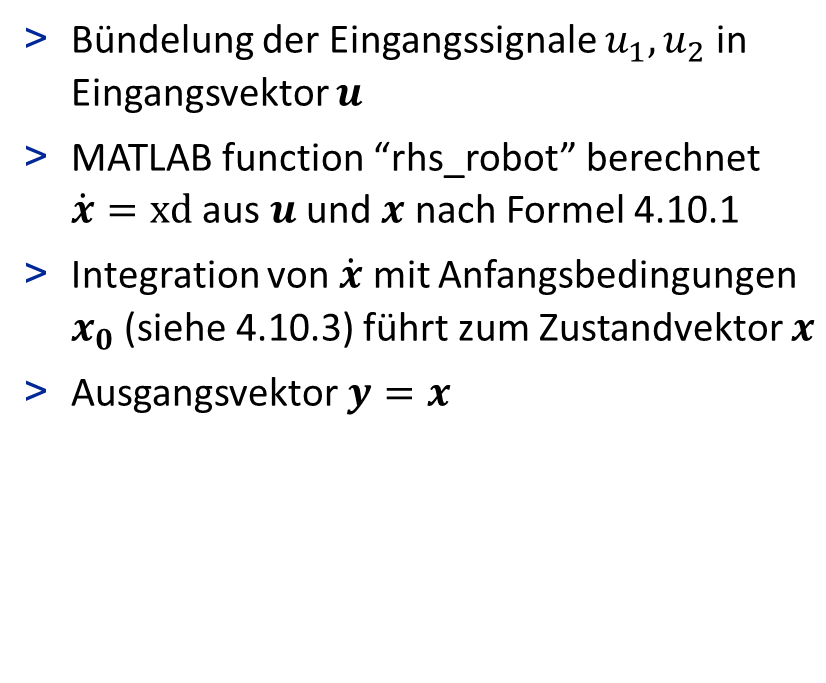 > Bündelung der Eingangssignale u₁, u₂ in
Eingangsvektor u
> MATLAB function “rhs_robot” berechnet
ẋ = xd aus u und x nach Formel 4.10.1
> Integration von ẋ mit Anfangsbedingungen
x₀ (siehe 4.10.3) führt zum Zustandvektor x
> Ausgangsvektor y = x